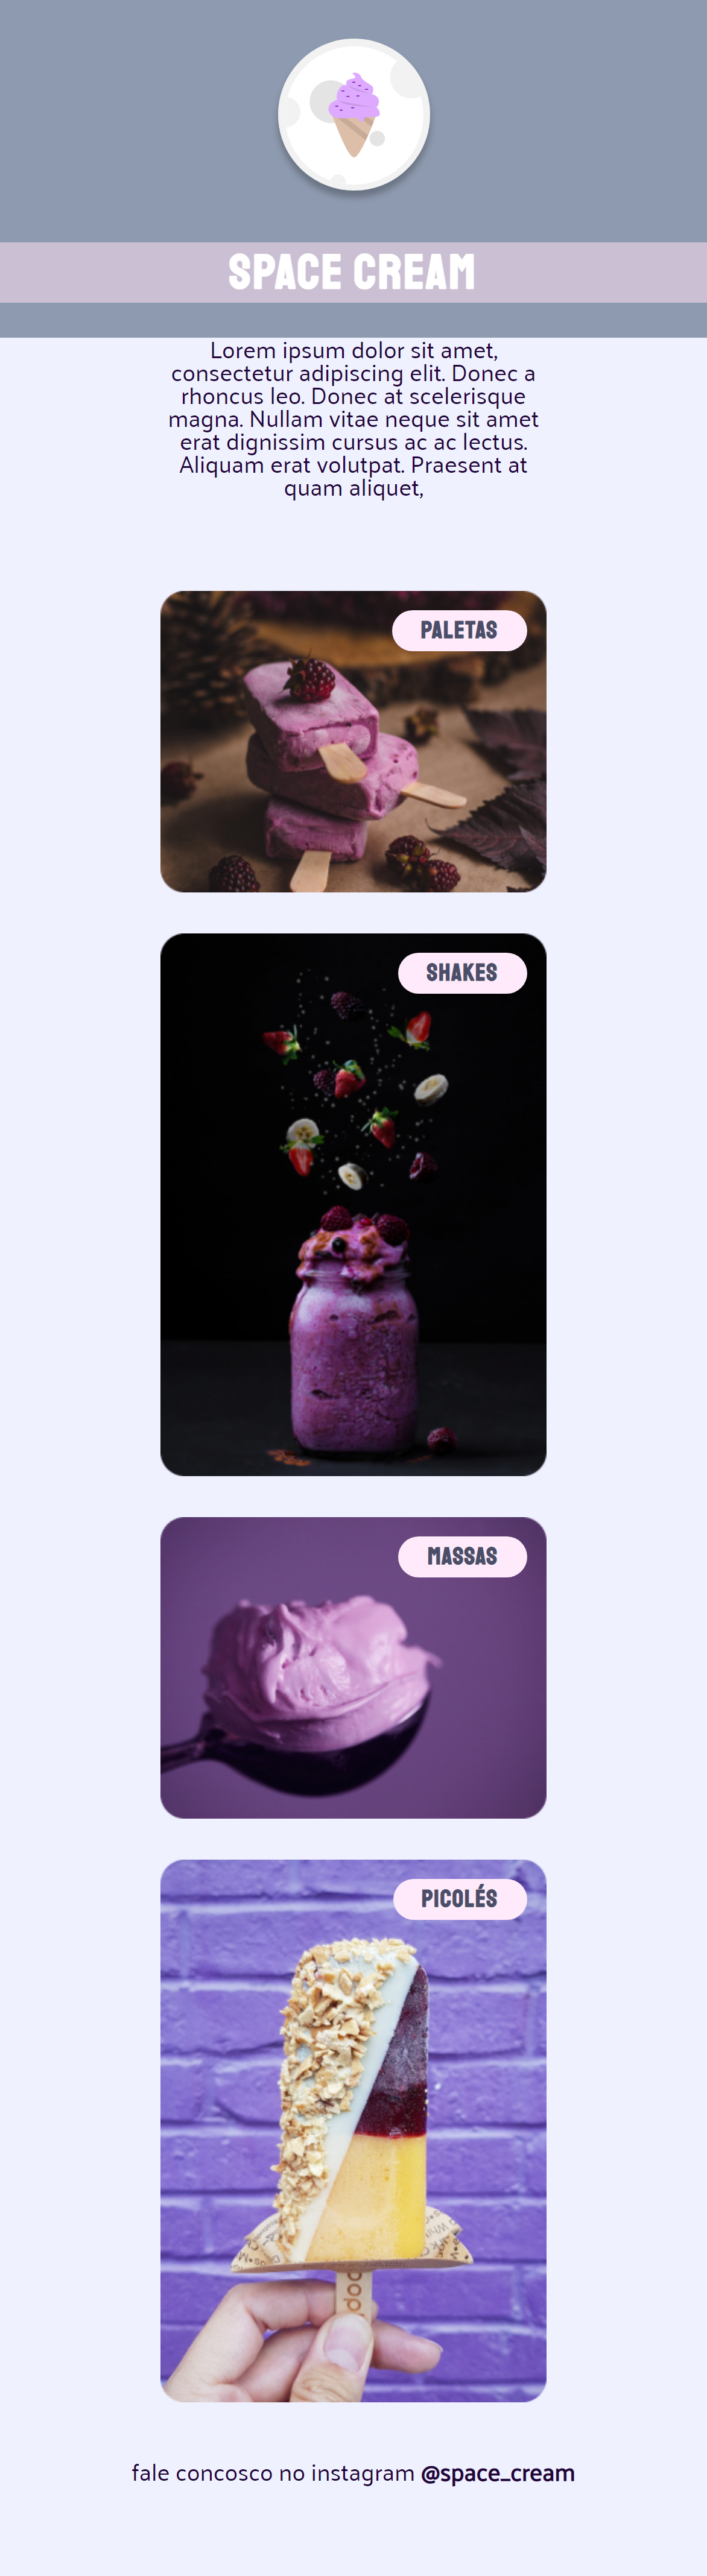 SPACE CREAM
Lorem ipsum dolor sit amet,
consectetur adipiscing elit. Donec a
rhoncus leo. Donec at scelerisque
magna. Nullam vitae neque sit amet
erat dignissim cursus ac ac lectus.
Aliquam erat volutpat. Praesent at
quam aliquet,
PALETAS
SHAKES
MASSAS
PICOLÉS
fale concosco no instagram @space_cream